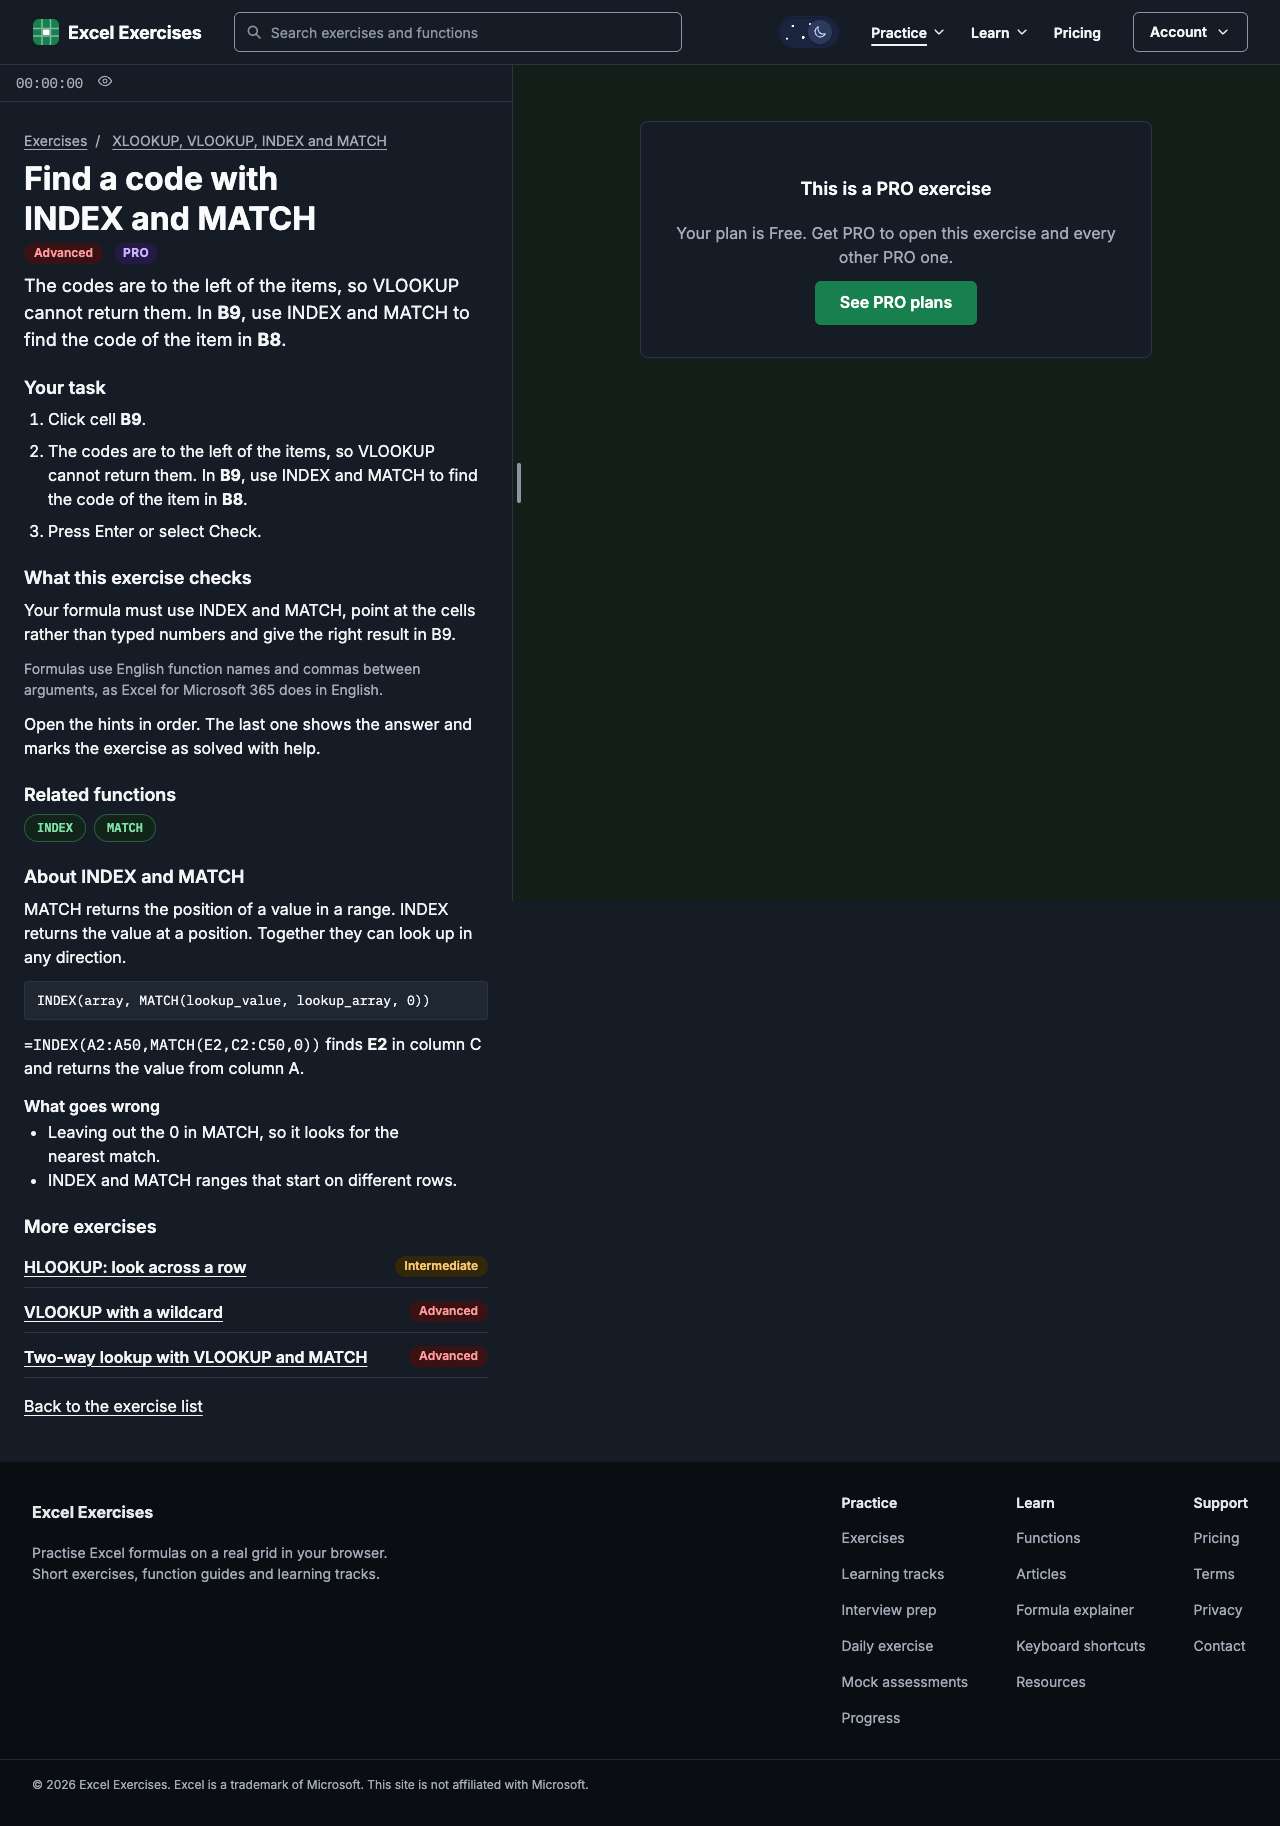 Excel Exercises
Search exercises and functions
Practice
Learn
Pricing
Account
00:00:00
Exercises / XLOOKUP, VLOOKUP, INDEX and MATCH
Find a code with
INDEX and MATCH
Advanced
PRO
The codes are to the left of the items, so VLOOKUP
cannot return them. In B9, use INDEX and MATCH to
find the code of the item in B8.
Your task
1. Click cell B9.
2. The codes are to the left of the items, so VLOOKUP
cannot return them. In B9, use INDEX and MATCH to find
the code of the item in B8.
3. Press Enter or select Check.
What this exercise checks
Your formula must use INDEX and MATCH, point at the cells
rather than typed numbers and give the right result in B9.
Formulas use English function names and commas between
arguments, as Excel for Microsoft 365 does in English.
Open the hints in order. The last one shows the answer and
marks the exercise as solved with help.
Related functions
INDEX
MATCH
About INDEX and MATCH
MATCH returns the position of a value in a range. INDEX
returns the value at a position. Together they can look up in
any direction.
INDEX(array, MATCH(lookup_value, lookup_array, 0))
=INDEX(A2:A50,MATCH(E2,C2:C50,0)) finds E2 in column C
and returns the value from column A.
What goes wrong
• Leaving out the 0 in MATCH, so it looks for the
nearest match.
• INDEX and MATCH ranges that start on different rows.
More exercises
HLOOKUP: look across a row
Intermediate
VLOOKUP with a wildcard
Advanced
Two-way lookup with VLOOKUP and MATCH
Advanced
Back to the exercise list
This is a PRO exercise
Your plan is Free. Get PRO to open this exercise and every
other PRO one.
See PRO plans
Excel Exercises
Practise Excel formulas on a real grid in your browser.
Short exercises, function guides and learning tracks.
Practice
Exercises
Learning tracks
Interview prep
Daily exercise
Mock assessments
Progress
Learn
Functions
Articles
Formula explainer
Keyboard shortcuts
Resources
Support
Pricing
Terms
Privacy
Contact
© 2026 Excel Exercises. Excel is a trademark of Microsoft. This site is not affiliated with Microsoft.